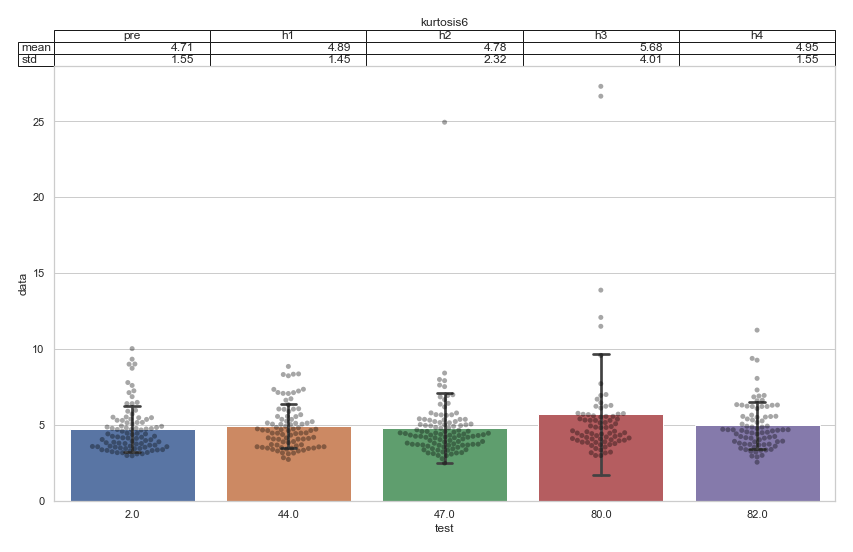 kurtosis6
pre h1 h2 h3 h4
mean 4.71 4.89 4.78 5.68 4.95
std 1.55 1.45 2.32 4.01 1.55
25
20
15
10
5
0
data
2.0 44.0 47.0 80.0 82.0
test